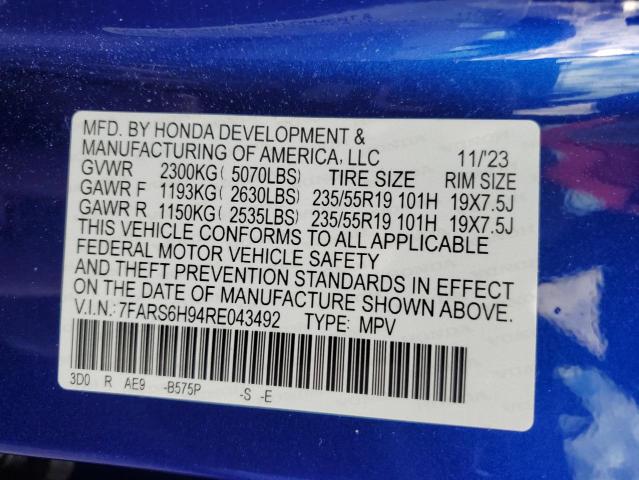 MFD. BY HONDA DEVELOPMENT &
MANUFACTURING OF AMERICA, LLC 11/'23
GVWR 2300KG (5070LBS) TIRE SIZE RIM SIZE
GAWR F 1193KG (2630LBS) 235/55R19 101H 19X7.5J
GAWR R 1150KG (2535LBS) 235/55R19 101H 19X7.5J
THIS VEHICLE CONFORMS TO ALL APPLICABLE
FEDERAL MOTOR VEHICLE SAFETY
AND THEFT PREVENTION STANDARDS IN EFFECT
ON THE DATE OF MANUFACTURE SHOWN ABOVE.
V.I.N.:7FARS6H94RE043492 TYPE: MPV
3D0 R AE9 -B575P -S -E